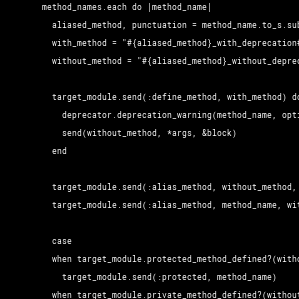 method_names.each do |method_name|
aliased_method, punctuation = method_name.to_s.sub
with_method = "#{aliased_method}_with_deprecation#
without_method = "#{aliased_method}_without_deprec
target_module.send(:define_method, with_method) do
deprecator.deprecation_warning(method_name, opti
send(without_method, *args, &block)
end
target_module.send(:alias_method, without_method,
target_module.send(:alias_method, method_name, wit
case
when target_module.protected_method_defined?(witho
target_module.send(:protected, method_name)
when target_module.private_method_defined?(without